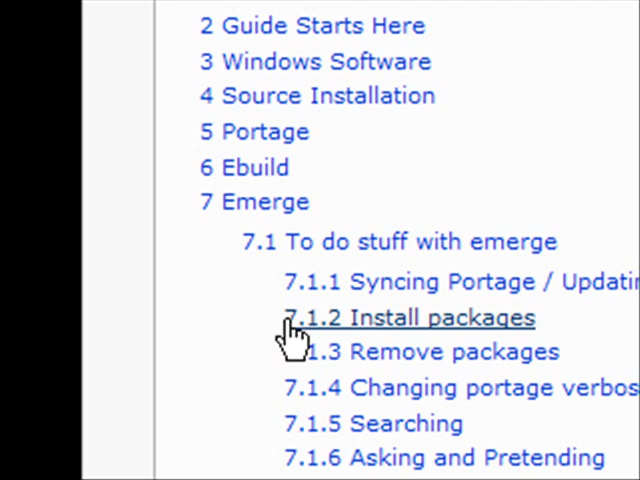 2 Guide Starts Here
3 Windows Software
4 Source Installation
5 Portage
6 Ebuild
7 Emerge
7.1 To do stuff with emerge
7.1.1 Syncing Portage / Updatin
7.1.2 Install packages
.1.3 Remove packages
7.1.4 Changing portage verbos
7.1.5 Searching
7.1.6 Asking and Pretending